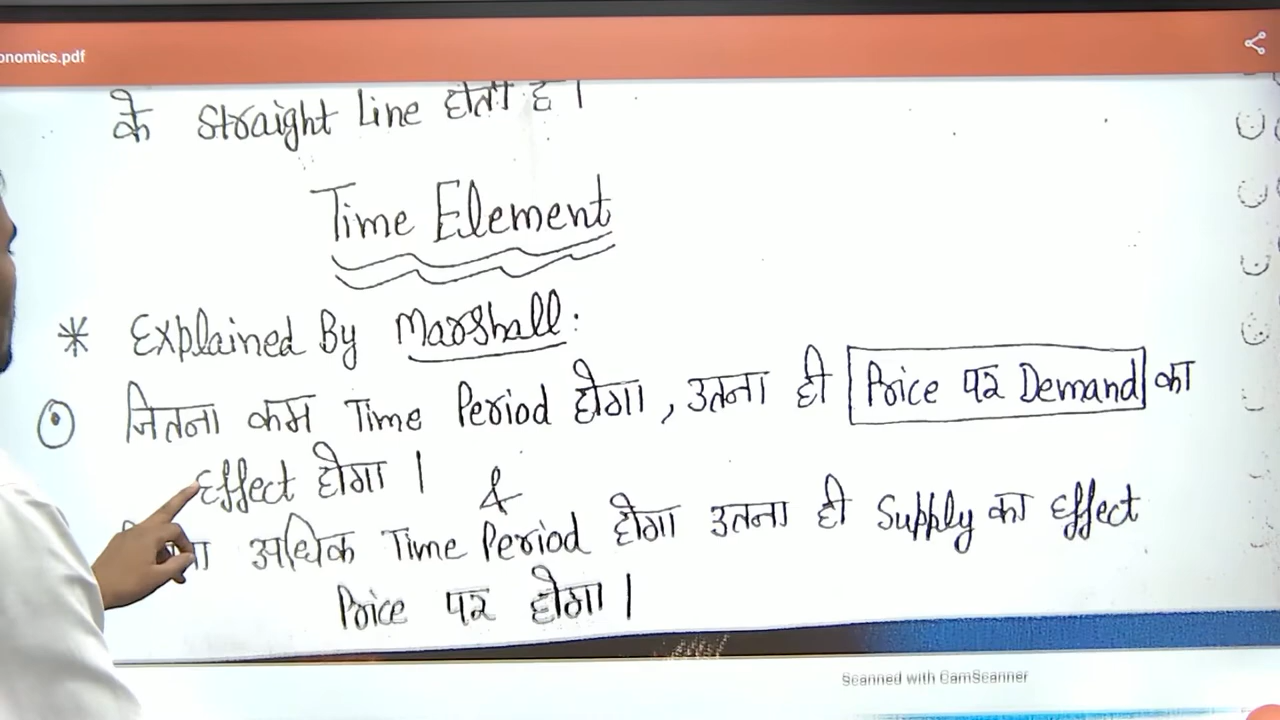 onomics.pdf
के straight Line होता है।
Time Element
* Explained By Marshall:
जितना कम Time Period होगा, उतना ही Price पर Demand का
Effect होगा। &
अधिक Time Period होगा उतना ही Supply का Effect
Price पर होगा।
Scanned with CamScanner